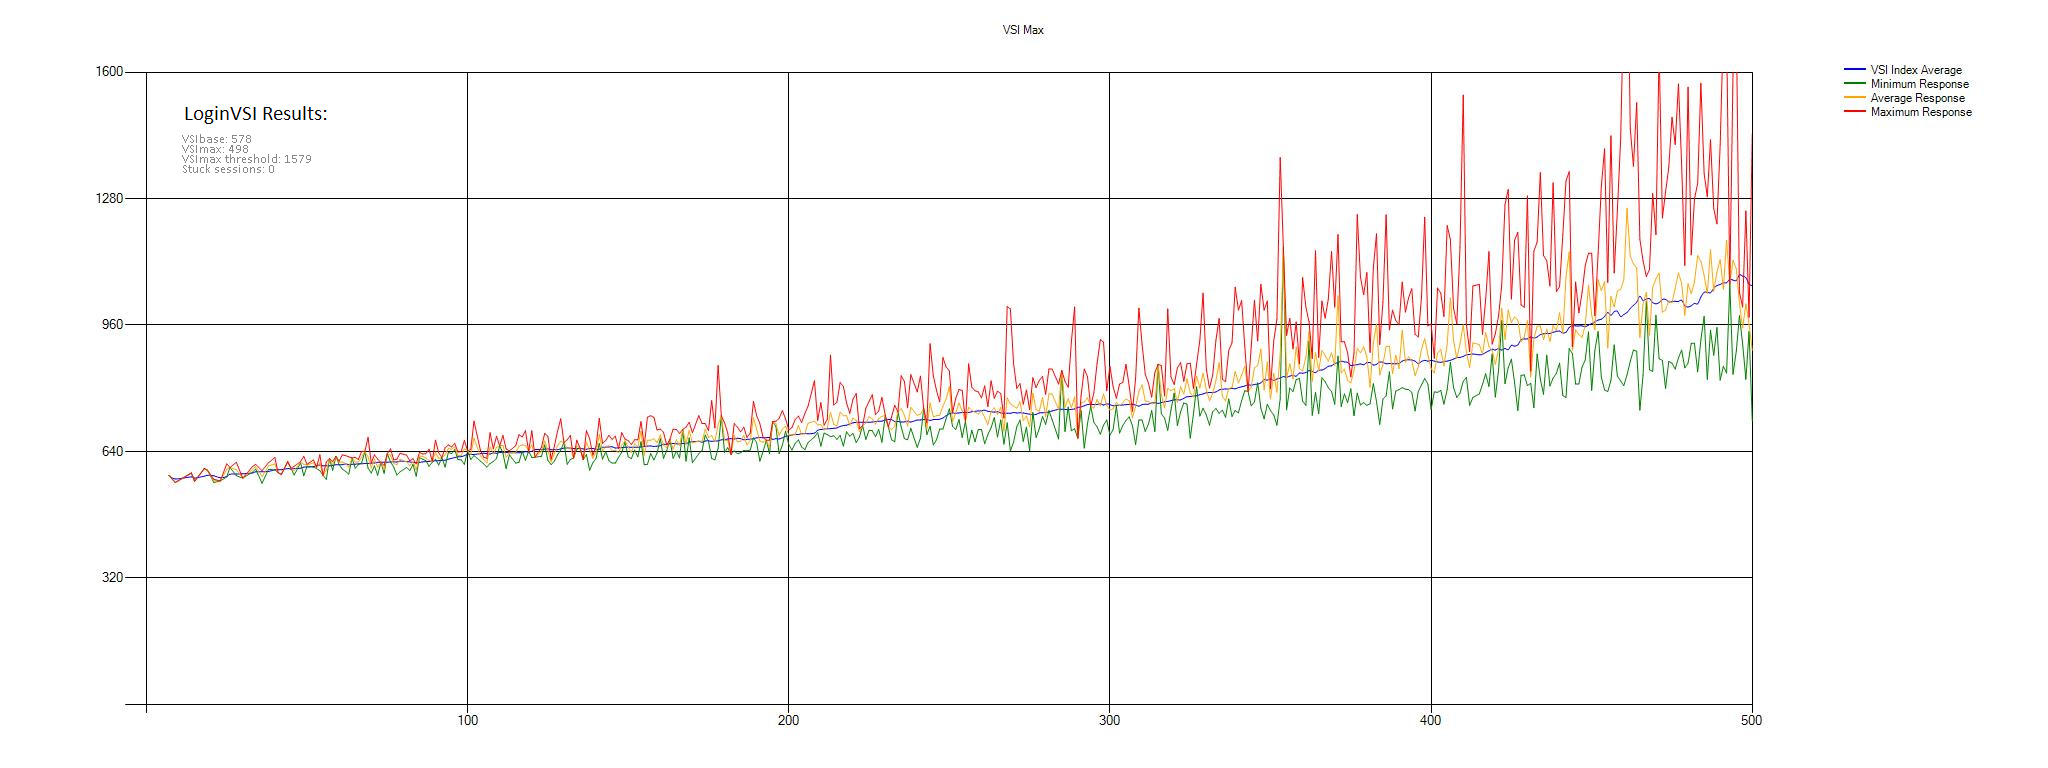 VSI Max
1600
1280
960
640
320
100
200
300
400
500
LoginVSI Results:
VSIbase: 578
VSImax: 498
VSImax threshold: 1579
Stuck sessions: 0
VSI Index Average
Minimum Response
Average Response
Maximum Response